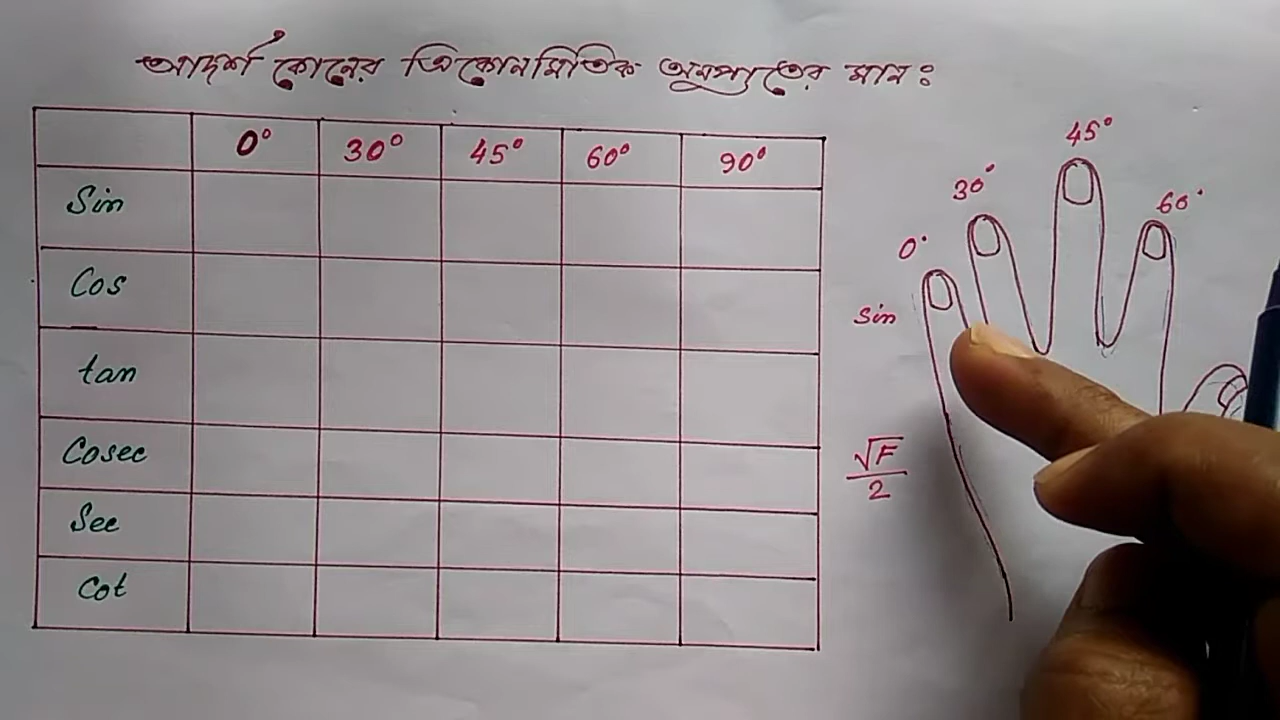 আদর্শ কোনের ত্রিকোনমিতিক অনুপাতের মান:
0° 30° 45° 60° 90°
Sin
Cos
tan
Cosec
Sec
Cot
45°
30°
60°
0°
sin
√F
2